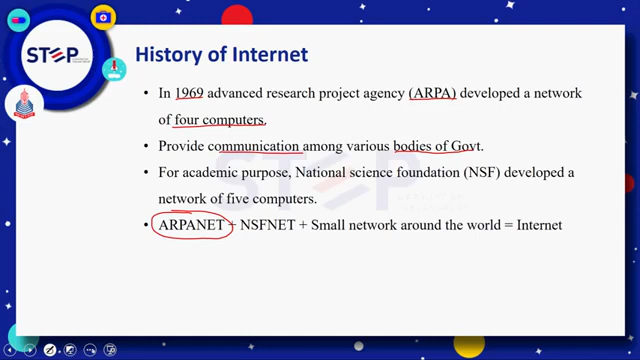 STEP
History of Internet
• In 1969 advanced research project agency (ARPA) developed a network
of four computers.
• Provide communication among various bodies of Govt.
• For academic purpose, National science foundation (NSF) developed a
network of five computers.
• ARPANET + NSFNET + Small network around the world = Internet
STEP